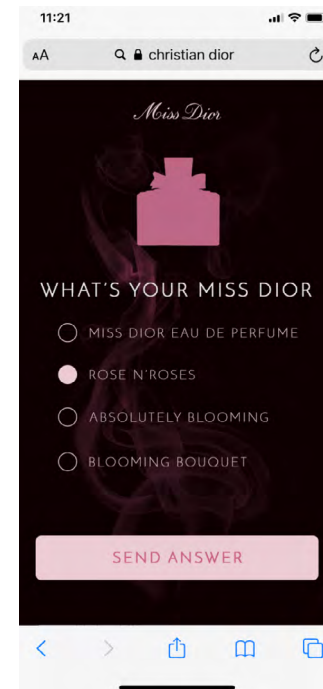 11:21
AA christian dior
Miss Dior
WHAT'S YOUR MISS DIOR
MISS DIOR EAU DE PERFUME
ROSE N'ROSES
ABSOLUTELY BLOOMING
BLOOMING BOUQUET
SEND ANSWER